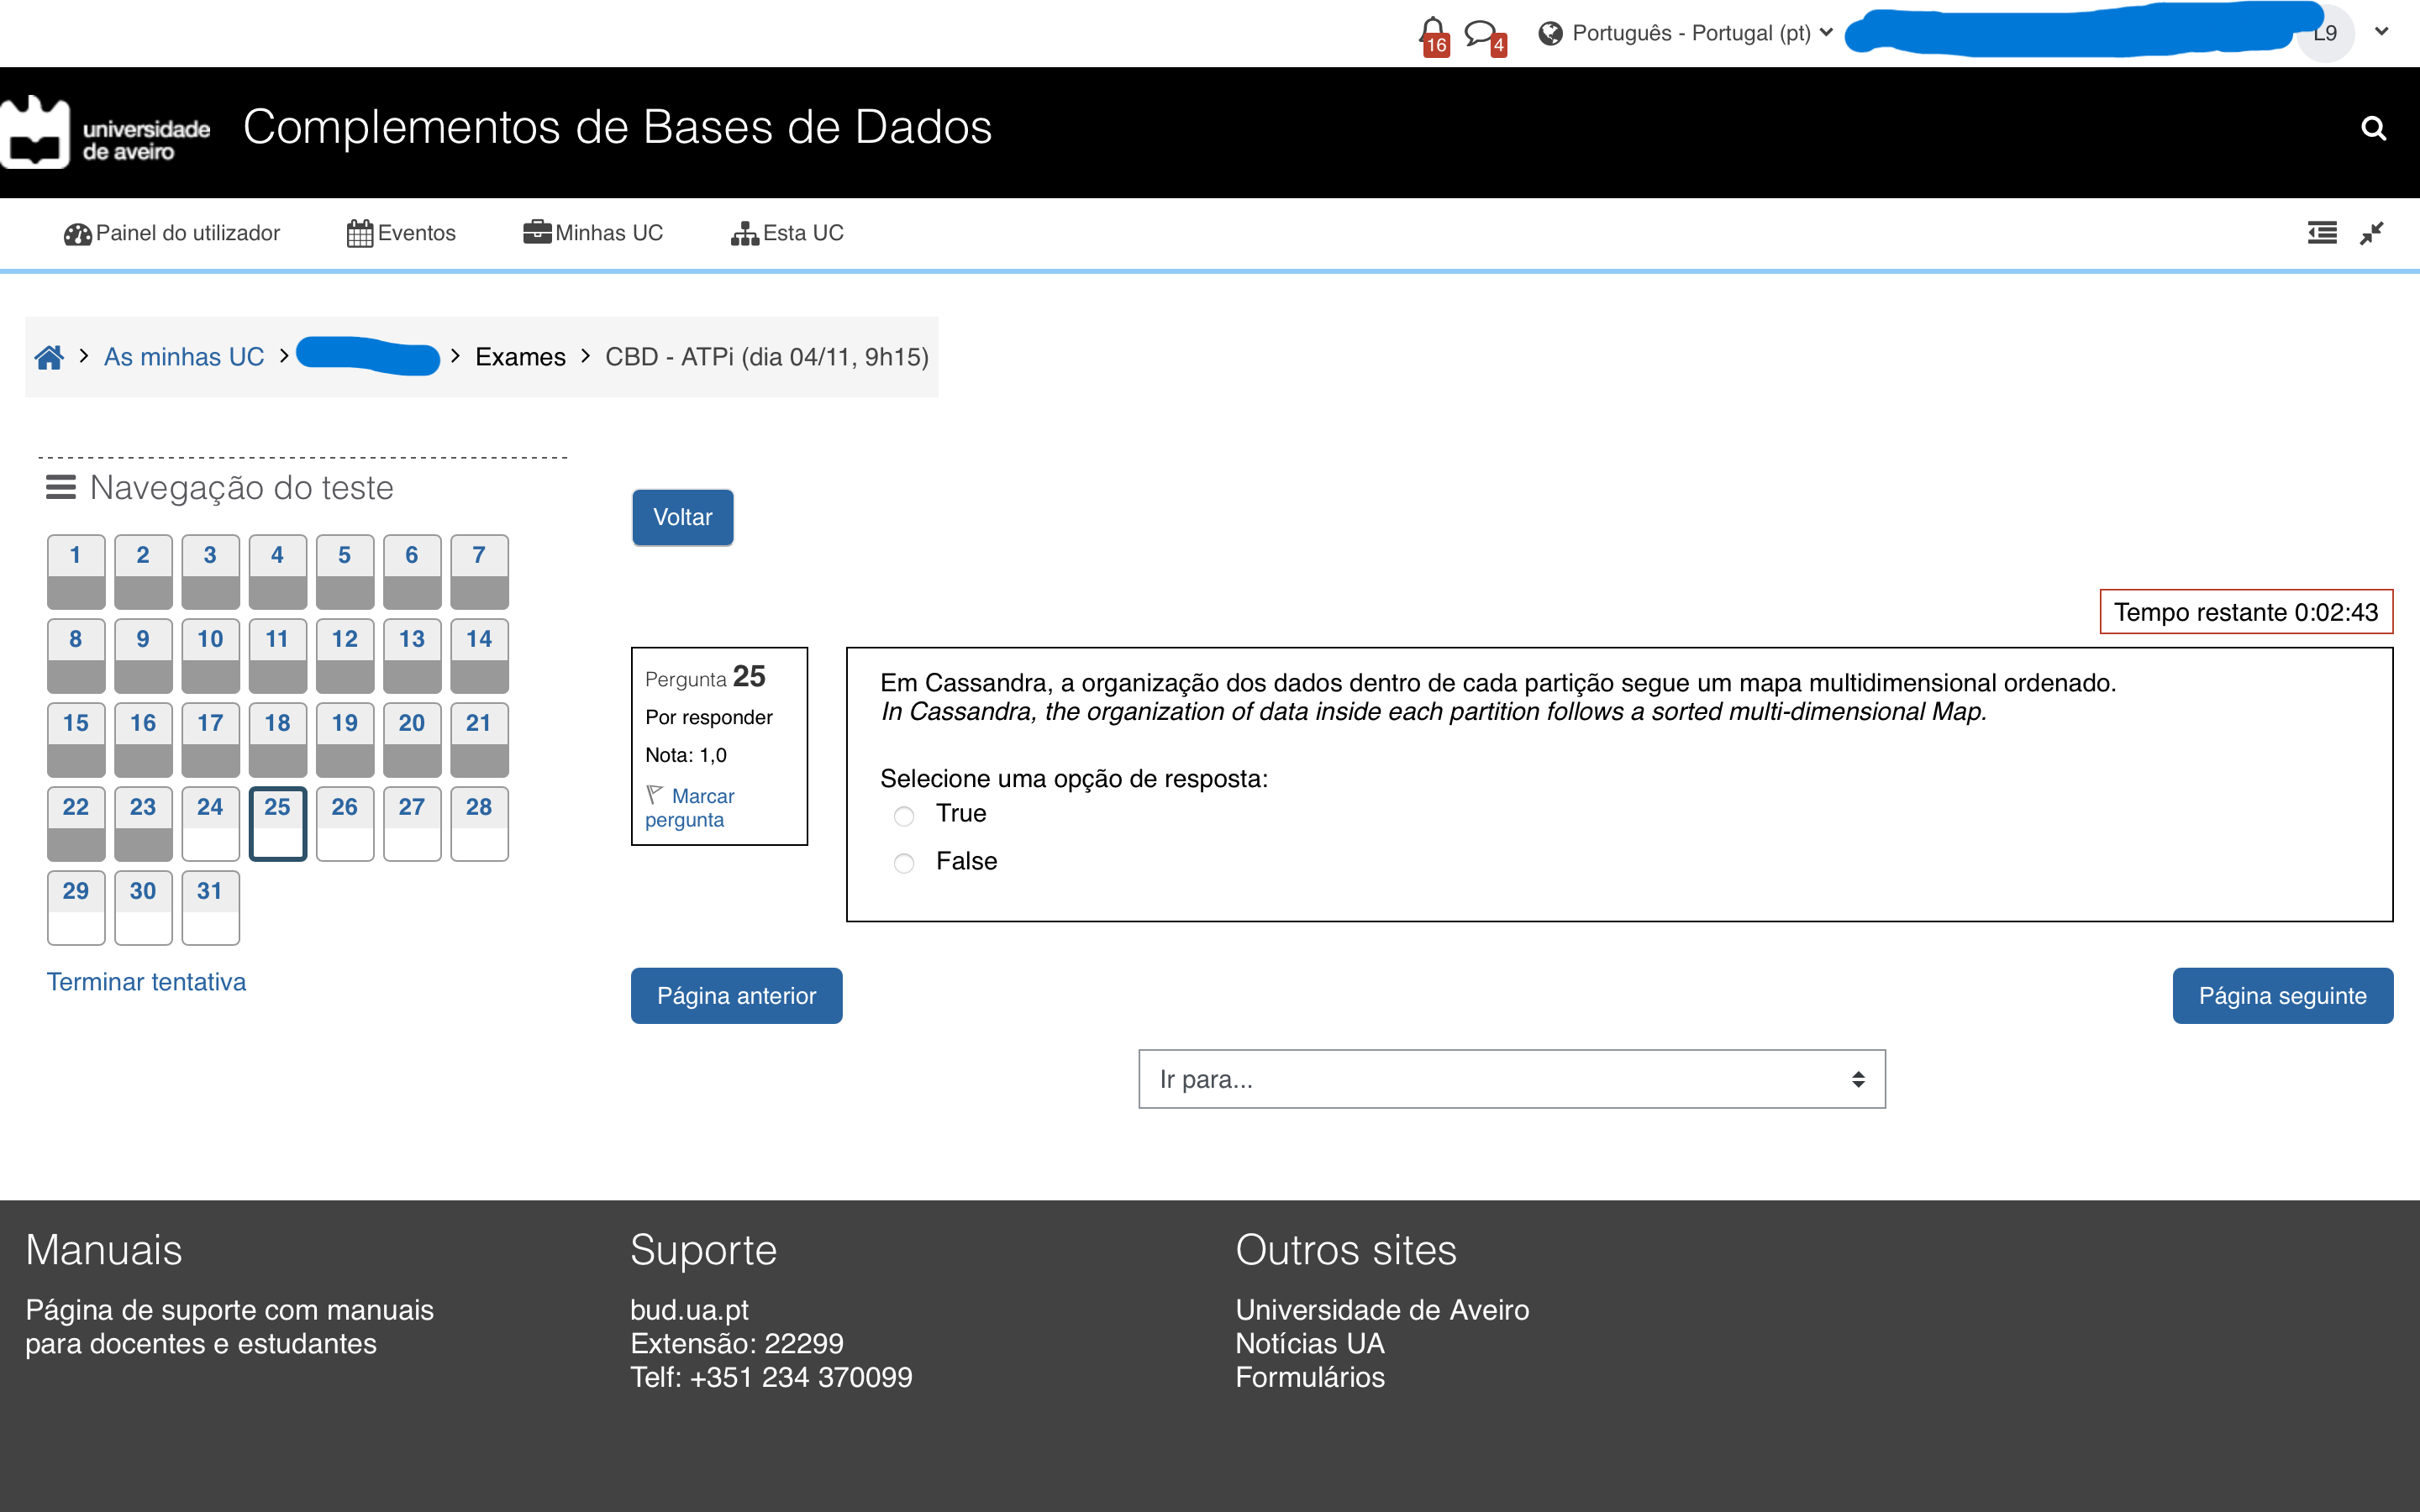 16
4
Português - Portugal (pt)
L9
universidade
de aveiro
Complementos de Bases de Dados
Painel do utilizador
Eventos
Minhas UC
Esta UC
As minhas UC
Exames
CBD - ATPi (dia 04/11, 9h15)
Navegação do teste
1 2 3 4 5 6 7
8 9 10 11 12 13 14
15 16 17 18 19 20 21
22 23 24 25 26 27 28
29 30 31
Terminar tentativa
Voltar
Tempo restante 0:02:43
Pergunta 25
Por responder
Nota: 1,0
Marcar
pergunta
Em Cassandra, a organização dos dados dentro de cada partição segue um mapa multidimensional ordenado.
In Cassandra, the organization of data inside each partition follows a sorted multi-dimensional Map.
Selecione uma opção de resposta:
True
False
Página anterior
Página seguinte
Ir para...
Manuais
Página de suporte com manuais
para docentes e estudantes
Suporte
bud.ua.pt
Extensão: 22299
Telf: +351 234 370099
Outros sites
Universidade de Aveiro
Notícias UA
Formulários